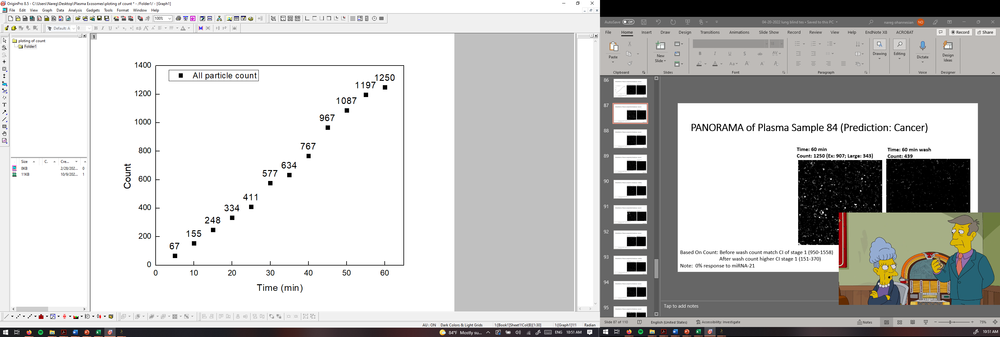 OriginPro 8.5 - C:\Users\Nareg\Desktop\Plasma Exosomes\ploting of count * - /Folder1/ - [Graph1]
File Edit View Graph Data Analysis Gadgets Tools Format Window Help
100%
Default: A 0 B I U
ploting of count
Folder1
Size C. Cre...
8KB 2/28/202... 0
11KB 10/9/202... 1
1
All particle count
1400
1200
1000
800
600
400
200
0
Count
67
155
248
334
411
577
634
767
967
1087
1197
1250
0 10 20 30 40 50 60
Time (min)
AU : ON Dark Colors & Light Grids 1:[Book1]Sheet1!Col(B)[1:30] 1:[Graph1]1!1 Radian
84°F Mostly su... ENG 10:51 AM
AutoSave Off 04-20-2022 lung blind tes • Saved to this PC nareg ohannesian NO
File Home Insert Draw Design Transitions Animations Slide Show Record Review View Help EndNote X8 ACROBAT Record Share
Paste
New Slide
18
B I U S ab AV
A Aa A A
Drawing
Editing
Dictate
Design Ideas
Clipboard Slides Font Paragraph Voice Designer
86
87
88
89
90
91
92
93
94
95
PANORAMA of Plasma Sample 84 (Prediction: Cancer)
Time: 60 min
Count: 1250 (Ex: 907; Large: 343)
Time: 60 min wash
Count: 439
Based On Count: Before wash count match CI of stage 1 (950-1558)
After wash count higher CI stage 1 (151-370)
Note: 0% response to miRNA-21
Tap to add notes
Slide 87 of 110 English (United States) Accessibility: Investigate Notes 75%
10:51 AM